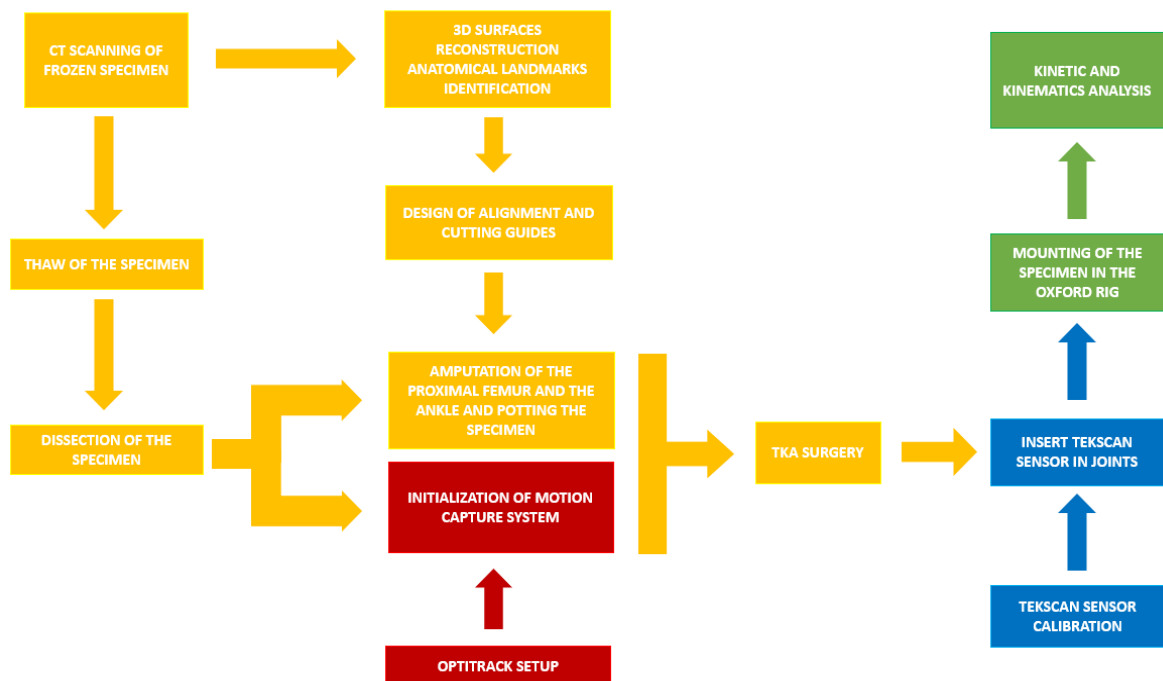 CT SCANNING OF
FROZEN SPECIMEN
3D SURFACES
RECONSTRUCTION
ANATOMICAL LANDMARKS
IDENTIFICATION
KINETIC AND
KINEMATICS ANALYSIS
DESIGN OF ALIGNMENT AND
CUTTING GUIDES
THAW OF THE SPECIMEN
MOUNTING OF THE
SPECIMEN IN THE
OXFORD RIG
AMPUTATION OF THE
PROXIMAL FEMUR AND THE
ANKLE AND POTTING THE
SPECIMEN
DISSECTION OF THE
SPECIMEN
TKA SURGERY
INSERT TEKSCAN
SENSOR IN JOINTS
INITIALIZATION OF MOTION
CAPTURE SYSTEM
TEKSCAN SENSOR
CALIBRATION
OPTITRACK SETUP